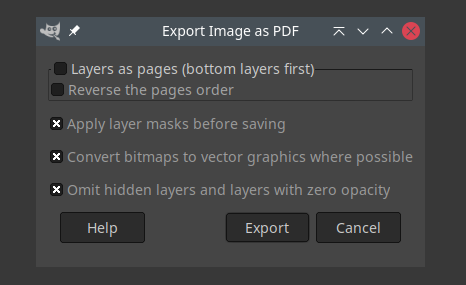 Export Image as PDF
Layers as pages (bottom layers first)
Reverse the pages order
Apply layer masks before saving
Convert bitmaps to vector graphics where possible
Omit hidden layers and layers with zero opacity
Help Export Cancel